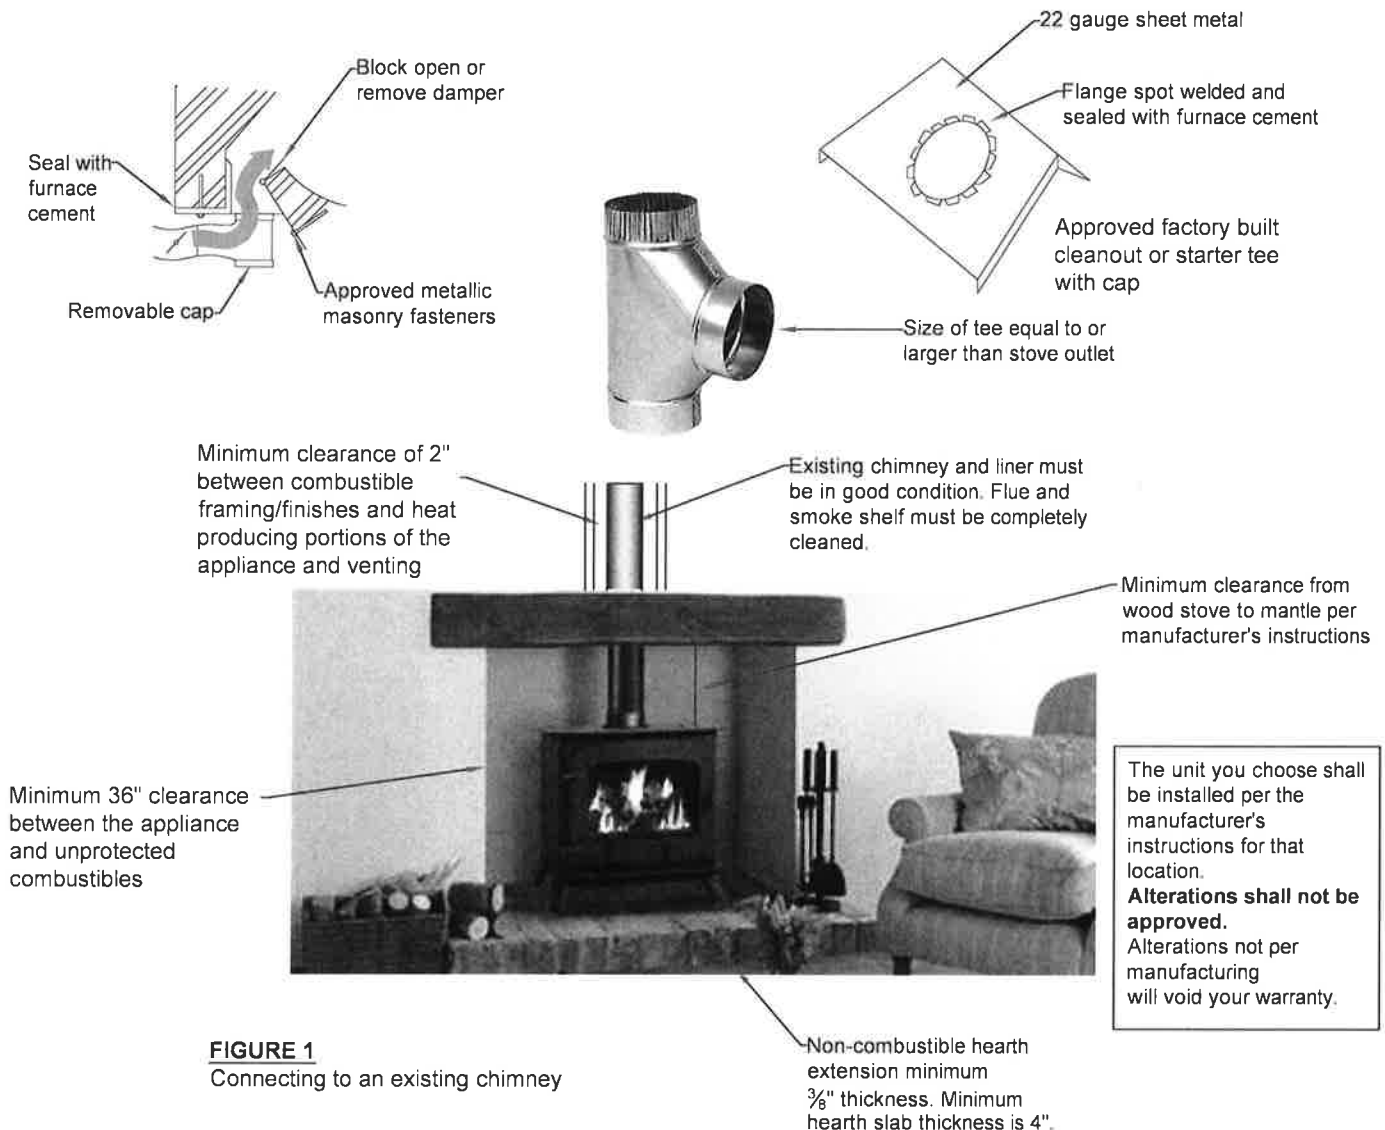 22 gauge sheet metal
Block open or
remove damper
Flange spot welded and
sealed with furnace cement
Seal with
furnace
cement
Approved factory built
cleanout or starter tee
with cap
Removable cap
Approved metallic
masonry fasteners
Size of tee equal to or
larger than stove outlet
Minimum clearance of 2"
between combustible
framing/finishes and heat
producing portions of the
appliance and venting
Existing chimney and liner must
be in good condition. Flue and
smoke shelf must be completely
cleaned.
Minimum clearance from
wood stove to mantle per
manufacturer's instructions
Minimum 36" clearance
between the appliance
and unprotected
combustibles
The unit you choose shall
be installed per the
manufacturer's
instructions for that
location.
Alterations shall not be
approved.
Alterations not per
manufacturing
will void your warranty.
FIGURE 1
Connecting to an existing chimney
Non-combustible hearth
extension minimum
⅜" thickness. Minimum
hearth slab thickness is 4".